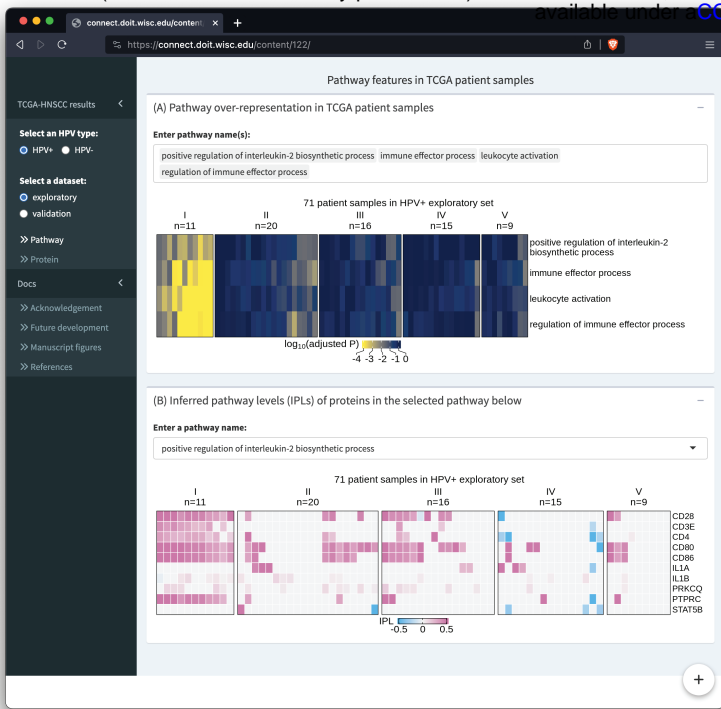 available under aCC
connect.doit.wisc.edu/content
https://connect.doit.wisc.edu/content/122/
Pathway features in TCGA patient samples
TCGA-HNSCC results
Select an HPV type:
HPV+ HPV-
Select a dataset:
exploratory
validation
Pathway
Protein
Docs
Acknowledgement
Future development
Manuscript figures
References
(A) Pathway over-representation in TCGA patient samples
Enter pathway name(s):
positive regulation of interleukin-2 biosynthetic process immune effector process leukocyte activation
regulation of immune effector process
71 patient samples in HPV+ exploratory set
I II III IV V
n=11 n=20 n=16 n=15 n=9
positive regulation of interleukin-2
biosynthetic process
immune effector process
leukocyte activation
regulation of immune effector process
log10(adjusted P)
-4 -3 -2 -1 0
(B) Inferred pathway levels (IPLs) of proteins in the selected pathway below
Enter a pathway name:
positive regulation of interleukin-2 biosynthetic process
71 patient samples in HPV+ exploratory set
I II III IV V
n=11 n=20 n=16 n=15 n=9
CD28
CD3E
CD4
CD80
CD86
IL1A
IL1B
PRKCQ
PTPRC
STAT5B
IPL
-0.5 0 0.5